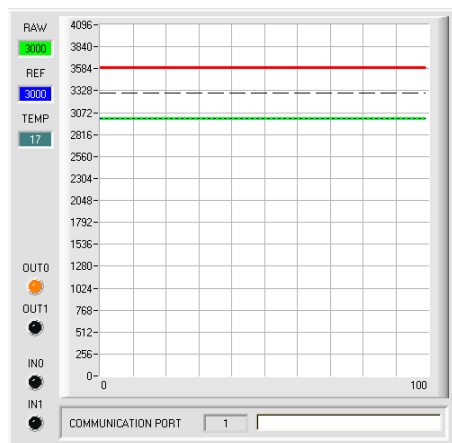 RAW
3000
REF
3000
TEMP
17
4096
3840
3584
3328
3072
2816
2560
2304
2048
1792
1536
1280
1024
768
512
256
0
0 100
OUT0
OUT1
IN0
IN1
COMMUNICATION PORT 1